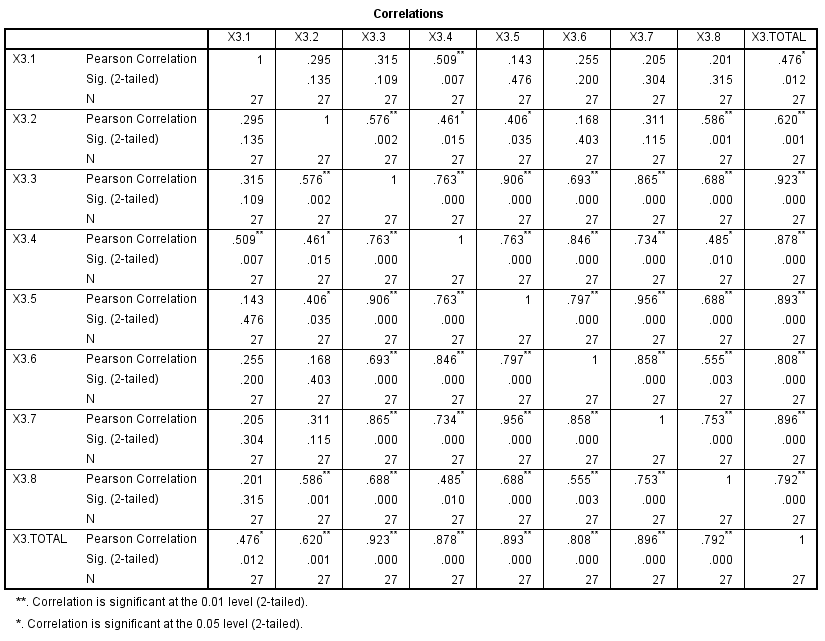 Correlations
X3.1 X3.2 X3.3 X3.4 X3.5 X3.6 X3.7 X3.8 X3.TOTAL
X3.1 Pearson Correlation 1 .295 .315 .509** .143 .255 .205 .201 .476*
Sig. (2-tailed) .135 .109 .007 .476 .200 .304 .315 .012
N 27 27 27 27 27 27 27 27 27
X3.2 Pearson Correlation .295 1 .576** .461* .406* .168 .311 .586** .620**
Sig. (2-tailed) .135 .002 .015 .035 .403 .115 .001 .001
N 27 27 27 27 27 27 27 27 27
X3.3 Pearson Correlation .315 .576** 1 .763** .906** .693** .865** .688** .923**
Sig. (2-tailed) .109 .002 .000 .000 .000 .000 .000 .000
N 27 27 27 27 27 27 27 27 27
X3.4 Pearson Correlation .509** .461* .763** 1 .763** .846** .734** .485* .878**
Sig. (2-tailed) .007 .015 .000 .000 .000 .000 .010 .000
N 27 27 27 27 27 27 27 27 27
X3.5 Pearson Correlation .143 .406* .906** .763** 1 .797** .956** .688** .893**
Sig. (2-tailed) .476 .035 .000 .000 .000 .000 .000 .000
N 27 27 27 27 27 27 27 27 27
X3.6 Pearson Correlation .255 .168 .693** .846** .797** 1 .858** .555** .808**
Sig. (2-tailed) .200 .403 .000 .000 .000 .000 .003 .000
N 27 27 27 27 27 27 27 27 27
X3.7 Pearson Correlation .205 .311 .865** .734** .956** .858** 1 .753** .896**
Sig. (2-tailed) .304 .115 .000 .000 .000 .000 .000 .000
N 27 27 27 27 27 27 27 27 27
X3.8 Pearson Correlation .201 .586** .688** .485* .688** .555** .753** 1 .792**
Sig. (2-tailed) .315 .001 .000 .010 .000 .003 .000 .000
N 27 27 27 27 27 27 27 27 27
X3.TOTAL Pearson Correlation .476* .620** .923** .878** .893** .808** .896** .792** 1
Sig. (2-tailed) .012 .001 .000 .000 .000 .000 .000 .000
N 27 27 27 27 27 27 27 27 27
**. Correlation is significant at the 0.01 level (2-tailed).
*. Correlation is significant at the 0.05 level (2-tailed).